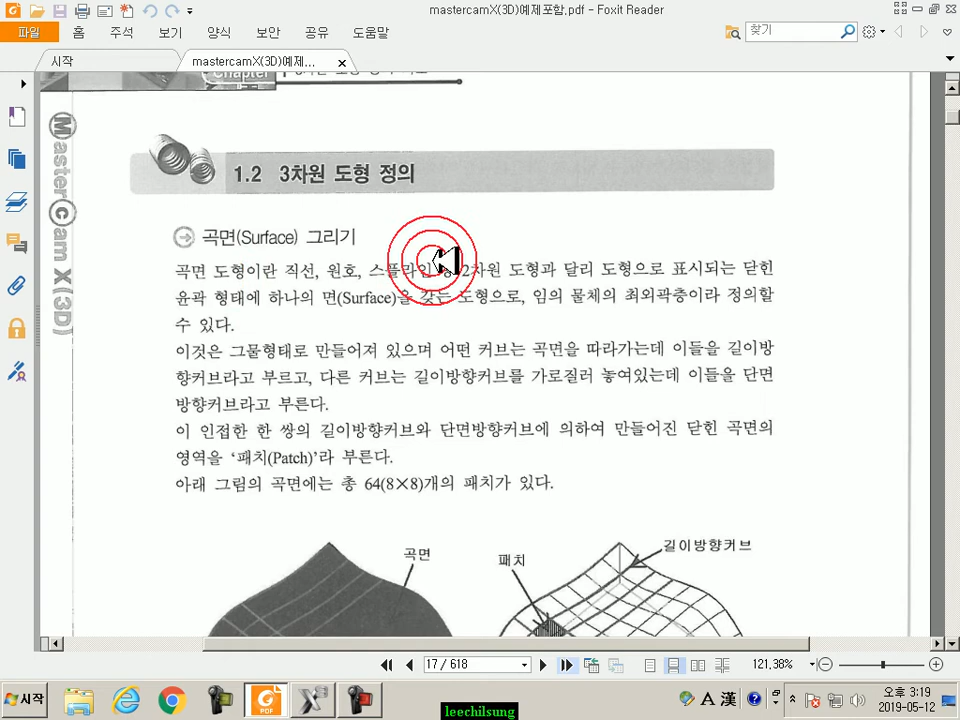 mastercamX(3D)예제포함.pdf - Foxit Reader
파일 홈 주석 보기 양식 보안 공유 도움말 찾기
시작 mastercamX(3D)예제...
Chapter
Mastercam X (3D)
1.2 3차원 도형 정의
곡면(Surface) 그리기
곡면 도형이란 직선, 원호, 스플라인 등 2차원 도형과 달리 도형으로 표시되는 닫힌
윤곽 형태에 하나의 면(Surface)을 갖는 도형으로, 임의 물체의 최외곽층이라 정의할
수 있다.
이것은 그물형태로 만들어져 있으며 어떤 커브는 곡면을 따라가는데 이들을 길이방
향커브라고 부르고, 다른 커브는 길이방향커브를 가로질러 놓여있는데 이들을 단면
방향커브라고 부른다.
이 인접한 한 쌍의 길이방향커브와 단면방향커브에 의하여 만들어진 닫힌 곡면의
영역을 ‘패치(Patch)’라 부른다.
아래 그림의 곡면에는 총 64(8×8)개의 패치가 있다.
곡면 패치 길이방향커브
17 / 618 121,38%
시작 A 漢 오후 3:19
2019-05-12
leechilsung